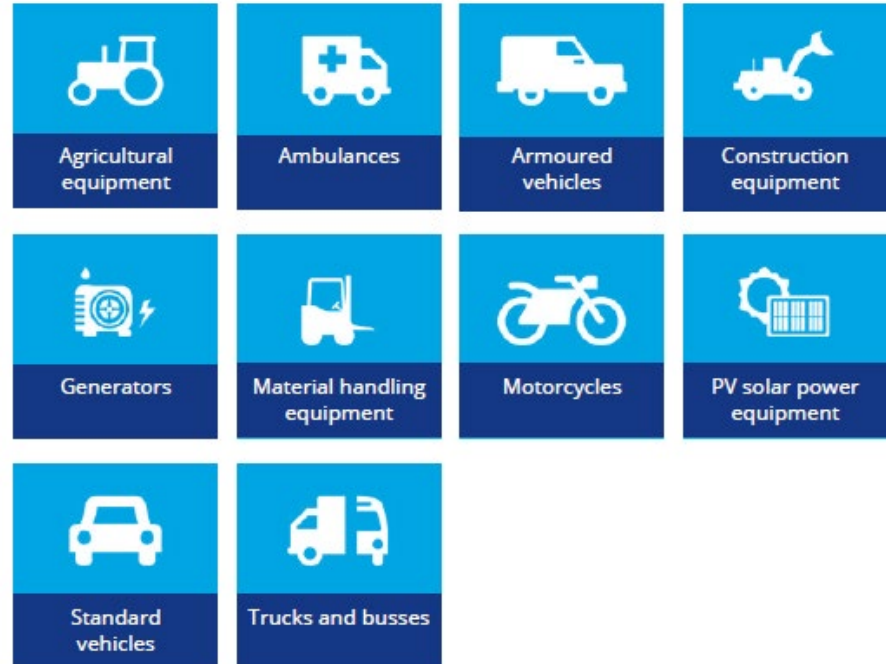 Agricultural
equipment
Ambulances
Armoured
vehicles
Construction
equipment
Generators
Material handling
equipment
Motorcycles
PV solar power
equipment
Standard
vehicles
Trucks and busses